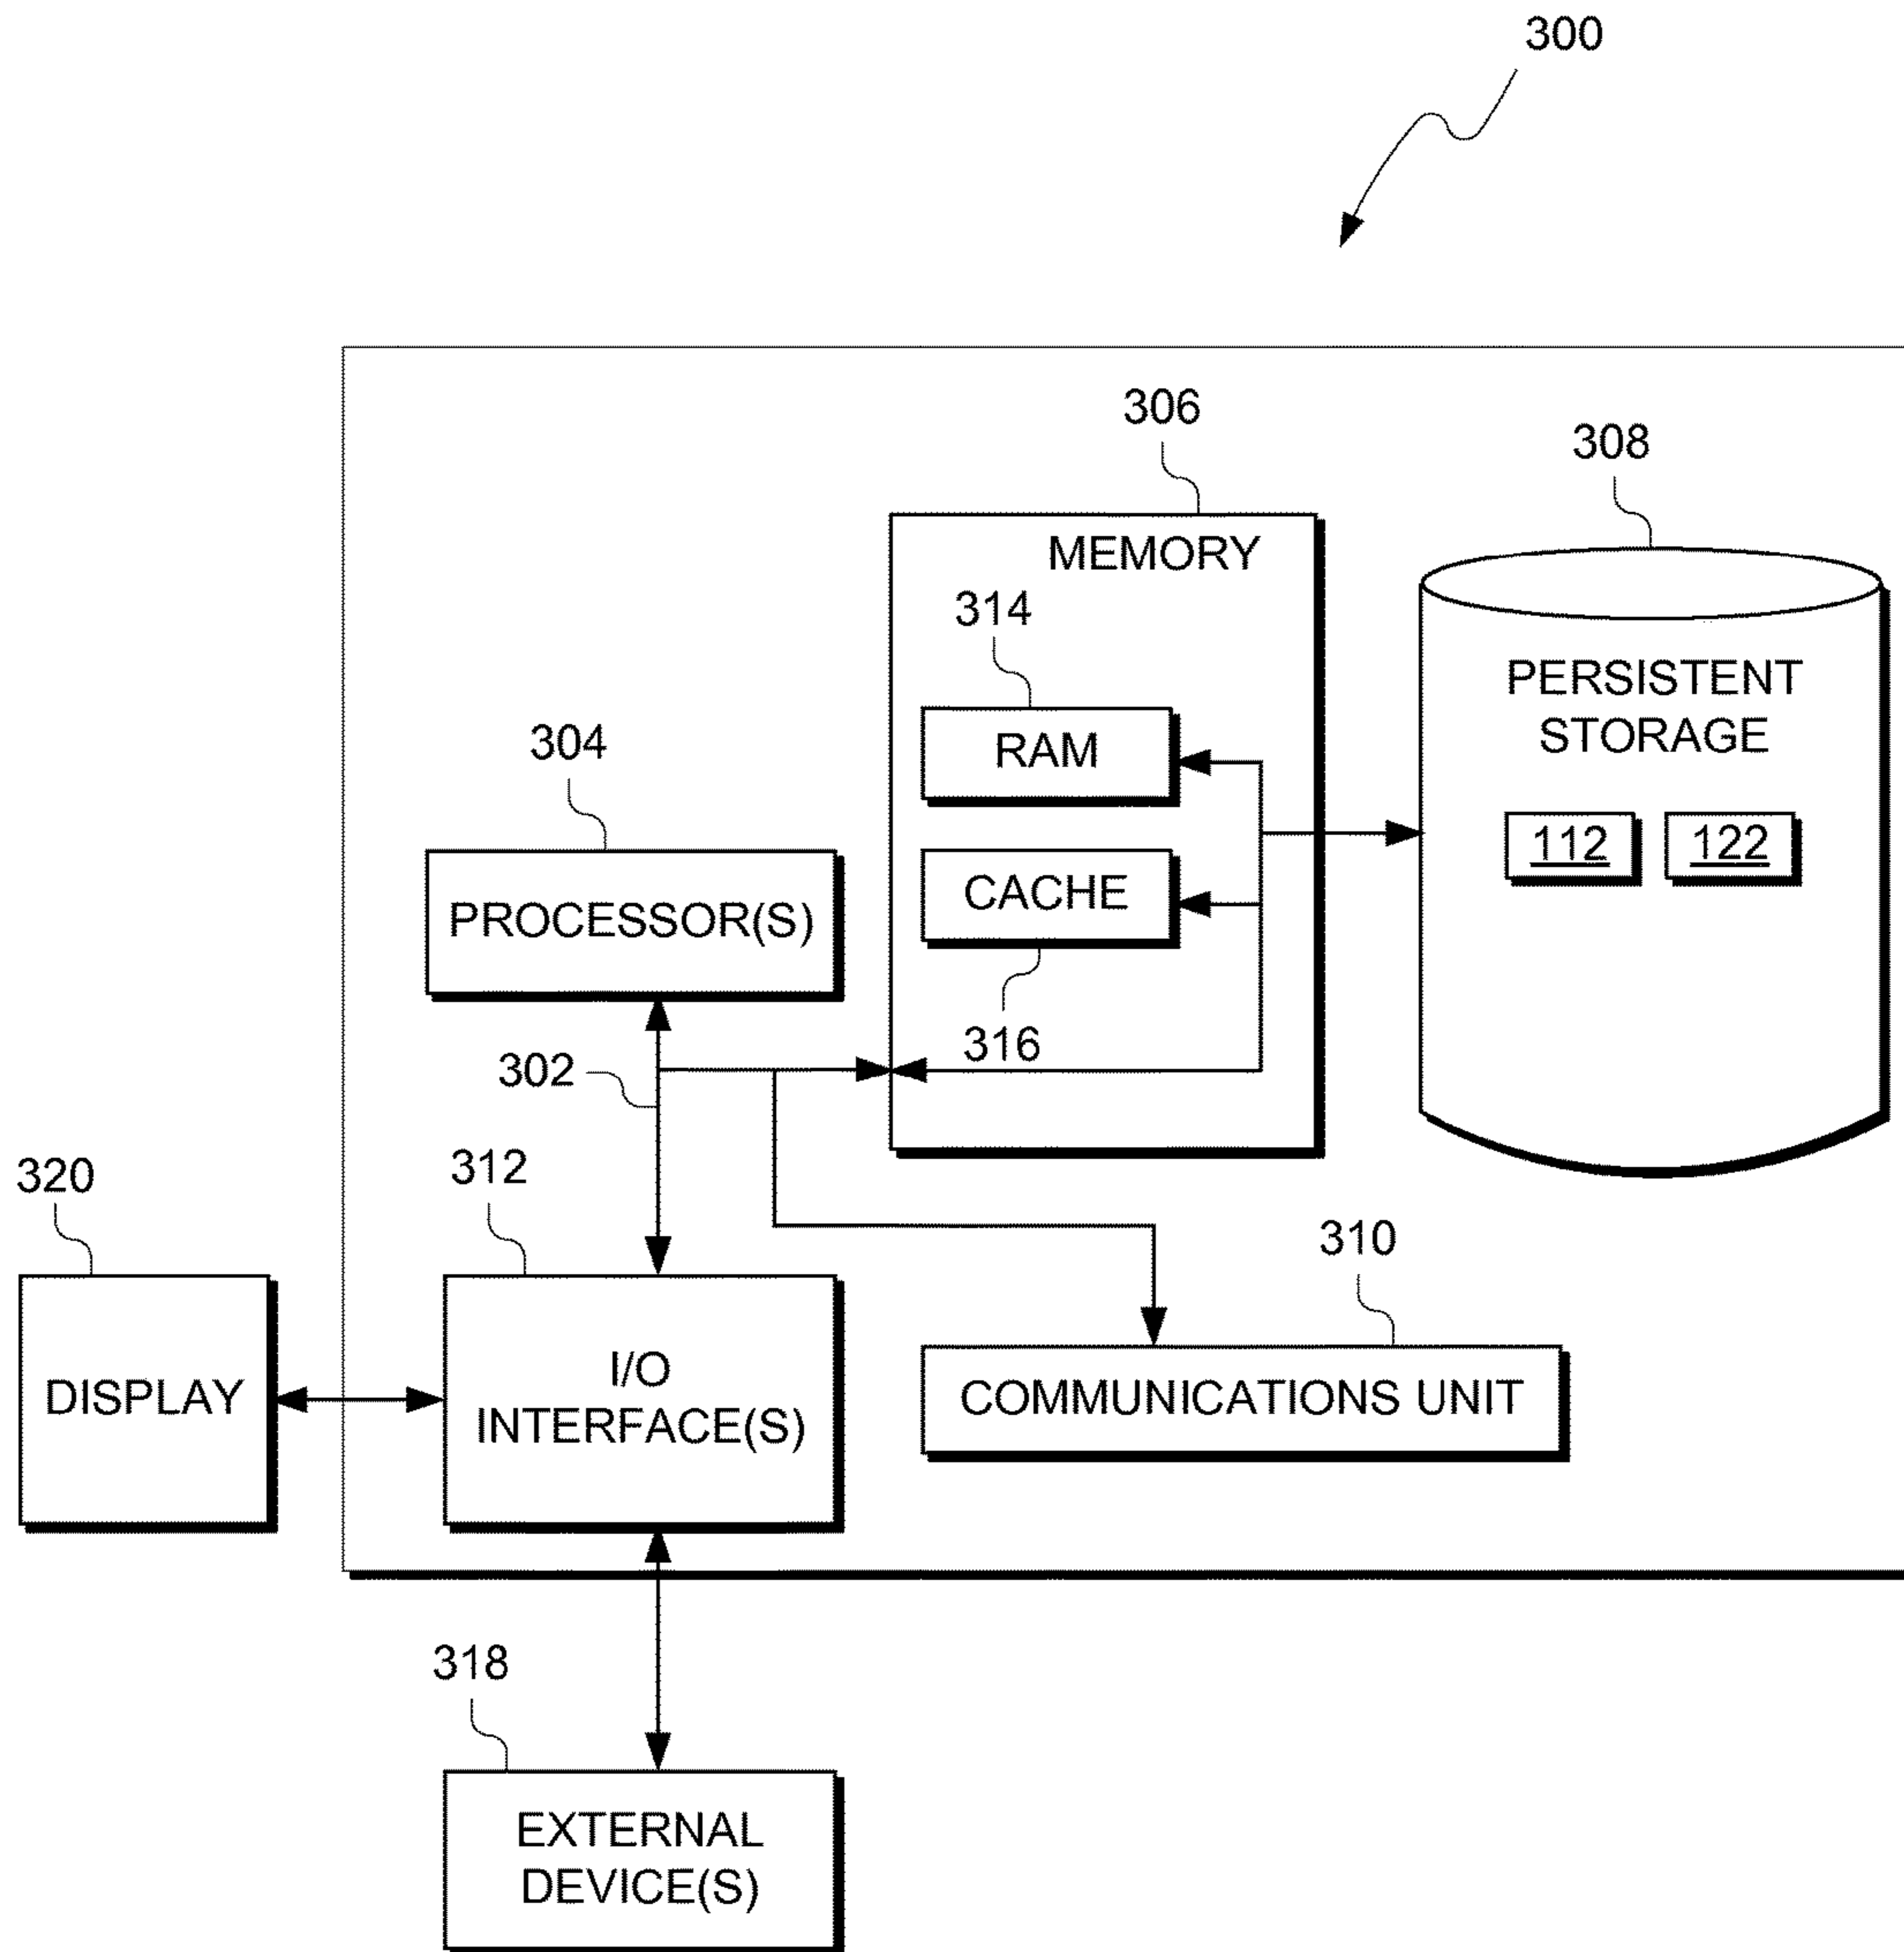 300
306
308
MEMORY
314
RAM
PERSISTENT
STORAGE
304
112 122
CACHE
PROCESSOR(S)
316
302
320
312
310
DISPLAY
I/O
INTERFACE(S)
COMMUNICATIONS UNIT
318
EXTERNAL
DEVICE(S)